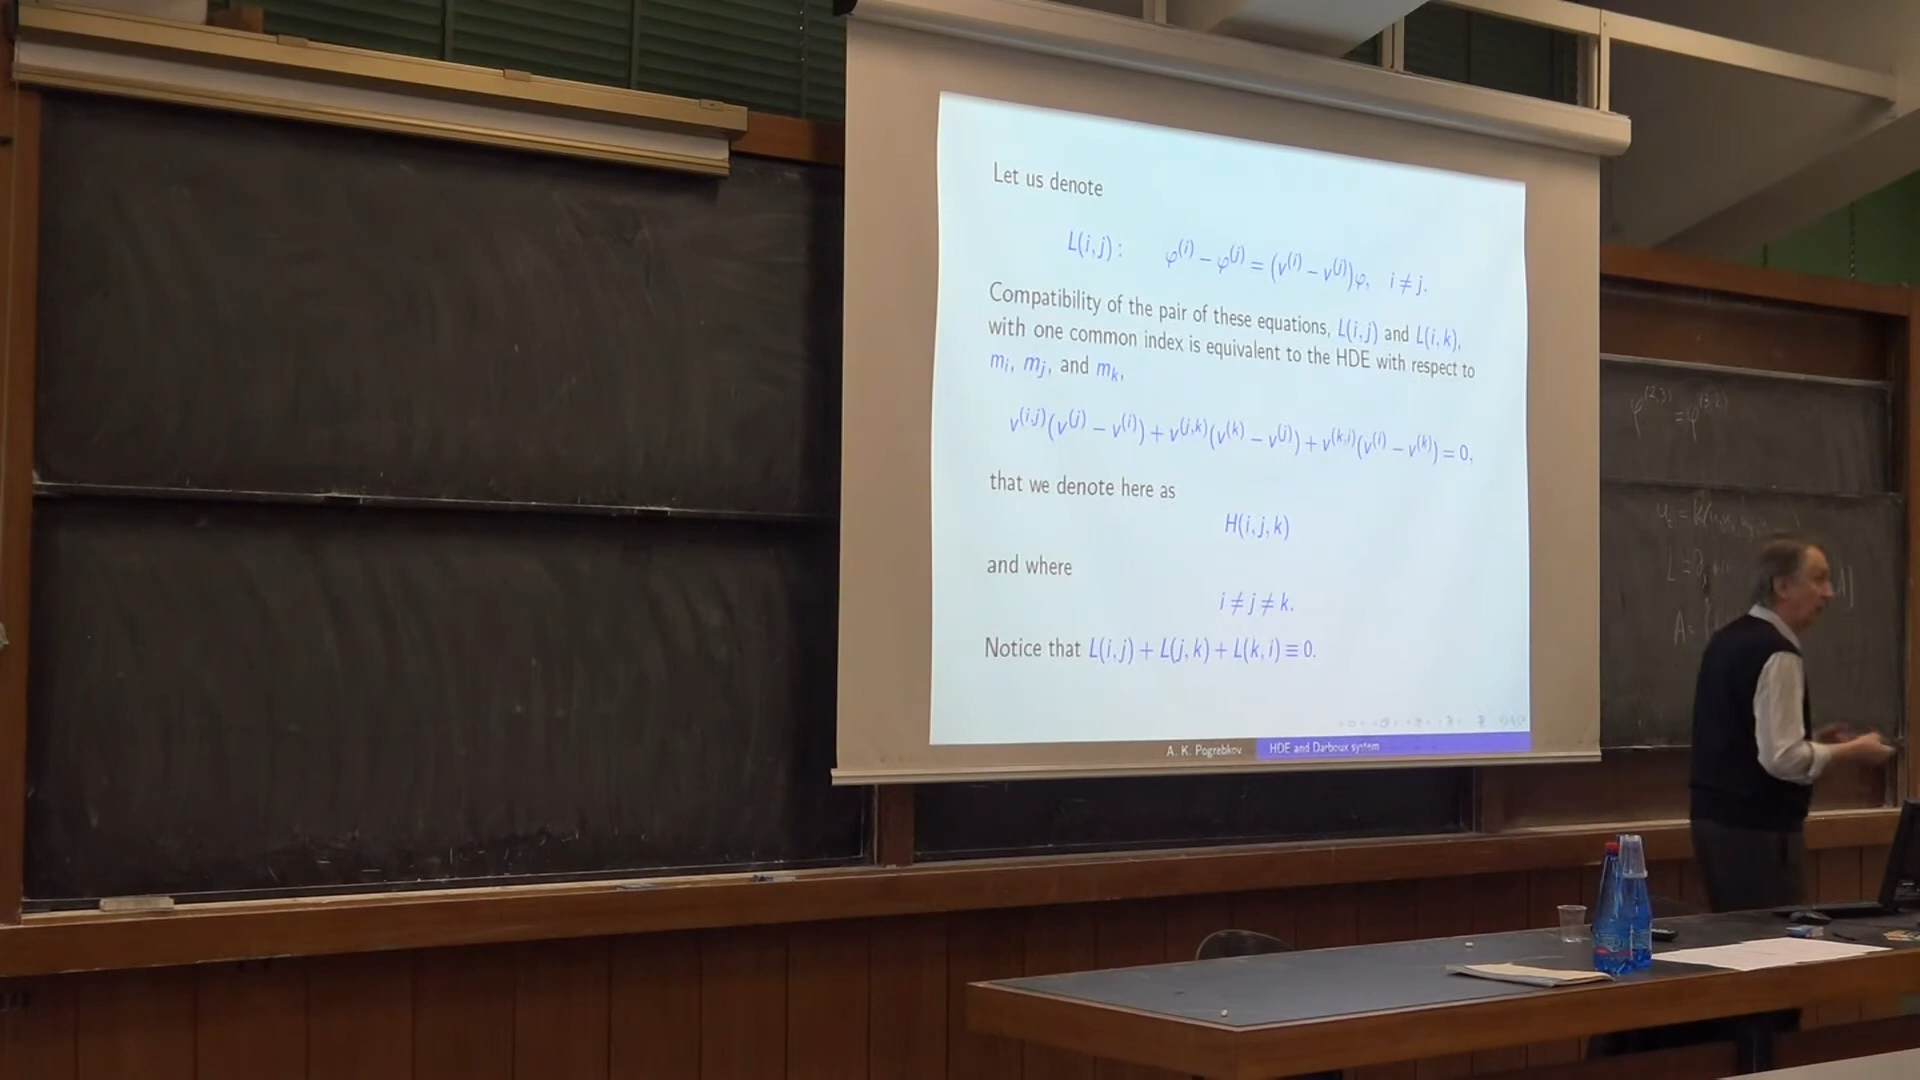 Let us denote
L(i,j) : φ^(i) − φ^(j) = (v^(i) − v^(j))φ, i ≠ j.
Compatibility of the pair of these equations, L(i,j) and L(i,k),
with one common index is equivalent to the HDE with respect to
m_i, m_j, and m_k,
v^(i,j)(v^(j) − v^(i)) + v^(j,k)(v^(k) − v^(j)) + v^(k,i)(v^(i) − v^(k)) = 0,
that we denote here as
H(i,j,k)
and where
i ≠ j ≠ k.
Notice that L(i,j) + L(j,k) + L(k,i) ≡ 0.
A. K. Pogrebkov HDE and Darboux system
φ^(2,3) = φ^(3,2)